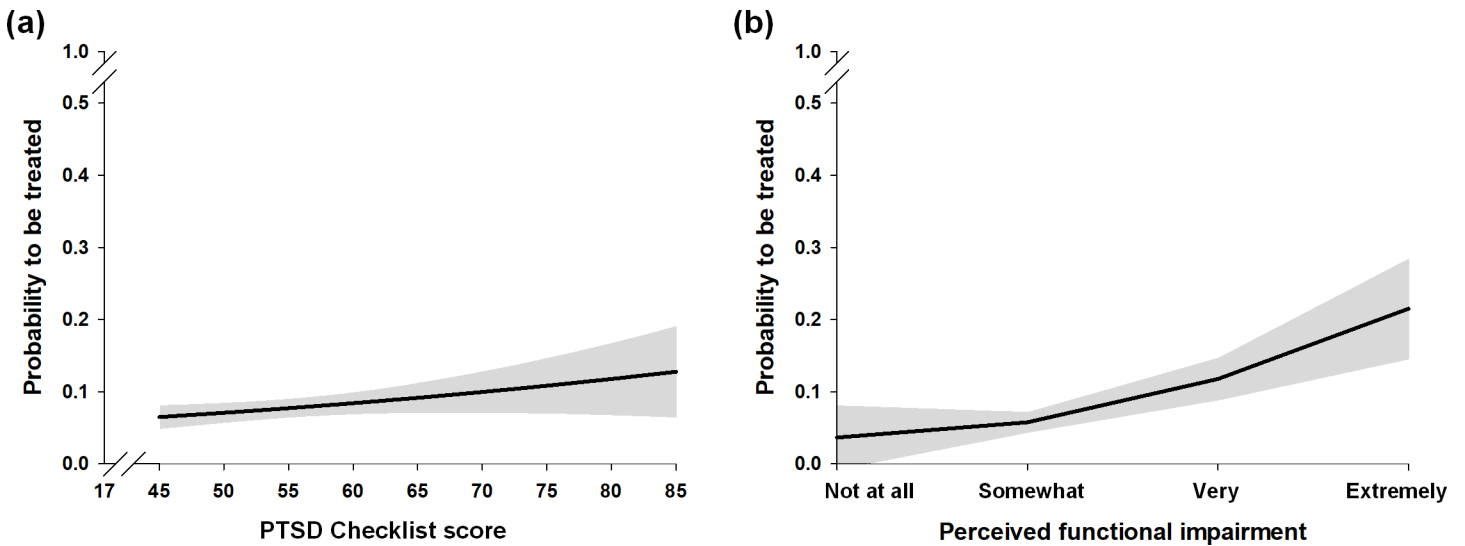 (a)
1.0
0.5
0.4
0.3
0.2
0.1
0.0
Probability to be treated
17 45 50 55 60 65 70 75 80 85
PTSD Checklist score
(b)
1.0
0.5
0.4
0.3
0.2
0.1
0.0
Probability to be treated
Not at all Somewhat Very Extremely
Perceived functional impairment